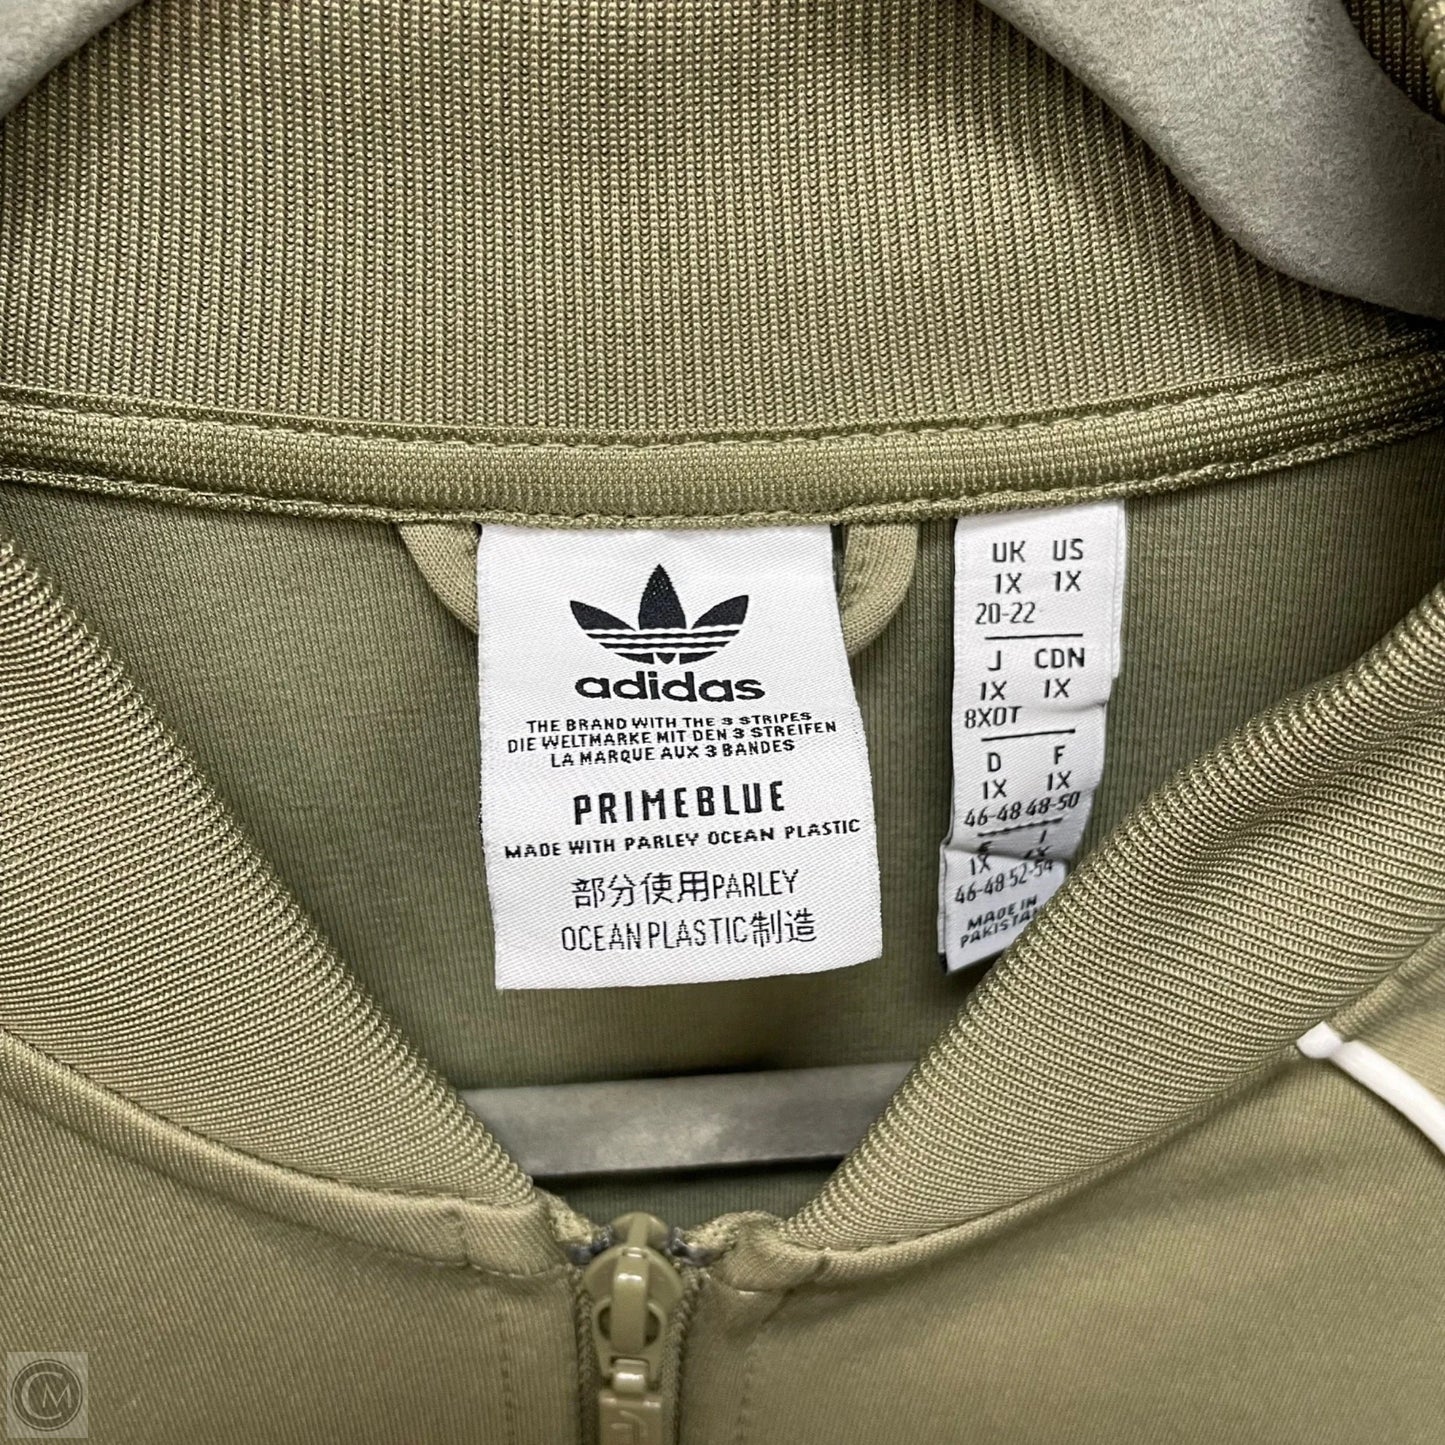 adidas
THE BRAND WITH THE 3 STRIPES
DIE WELTMARKE MIT DEN 3 STREIFEN
LA MARQUE AUX 3 BANDES
PRIMEBLUE
MADE WITH PARLEY OCEAN PLASTIC
部分使用PARLEY
OCEAN PLASTIC制造
UK US
1X 1X
20-22
J CDN
1X 1X
8XOT
D F
1X 1X
46-48 48-50
I
1X
46-48 52-54
MADE IN
CM